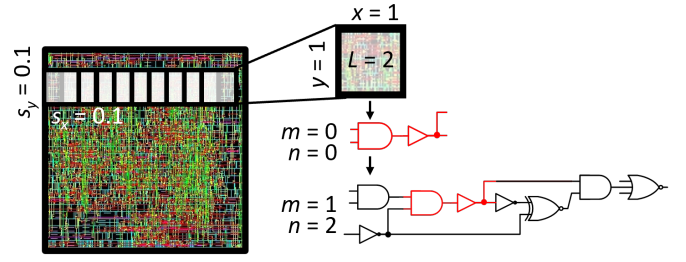 x = 1
y = 1
L = 2
s_y = 0.1
s_x = 0.1
m = 0
n = 0
m = 1
n = 2